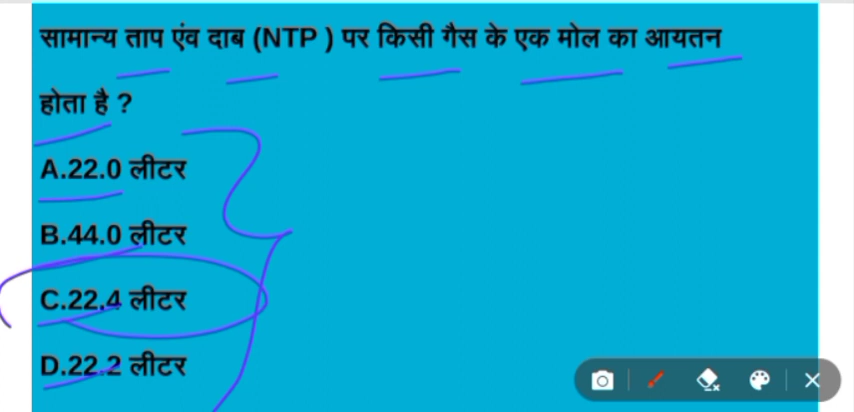 सामान्य ताप एंव दाब (NTP ) पर किसी गैस के एक मोल का आयतन
होता है ?
A.22.0 लीटर
B.44.0 लीटर
C.22.4 लीटर
D.22.2 लीटर